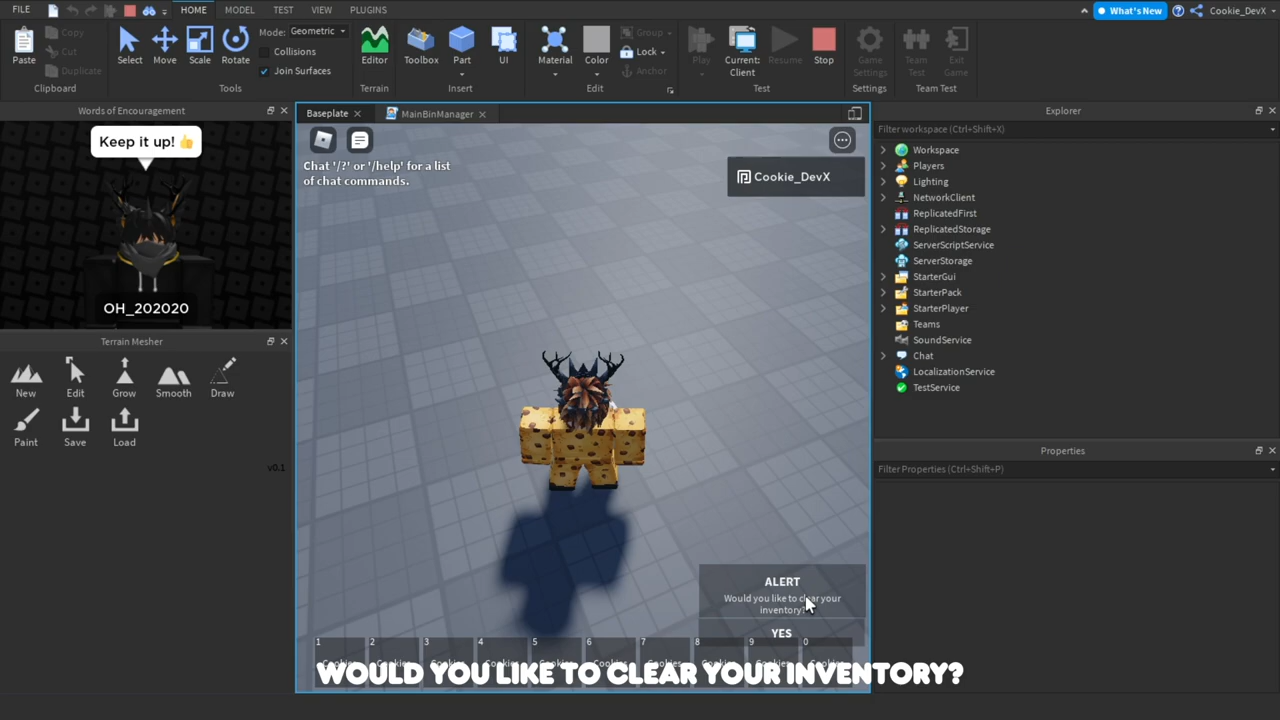 FILE
HOME
MODEL
TEST
VIEW
PLUGINS
What's New
Cookie_DevX
Paste
Copy
Cut
Duplicate
Clipboard
Select
Move
Scale
Rotate
Mode: Geometric
Collisions
Join Surfaces
Tools
Editor
Terrain
Toolbox
Part
UI
Insert
Material
Color
Group
Lock
Anchor
Edit
Play
Current:
Client
Resume
Stop
Test
Game
Settings
Settings
Team
Test
Exit
Game
Team Test
Words of Encouragement
Keep it up! 👍
OH_202020
Terrain Mesher
New
Edit
Grow
Smooth
Draw
Paint
Save
Load
v0.1
Baseplate
MainBinManager
Chat '/?' or '/help' for a list
of chat commands.
Cookie_DevX
ALERT
Would you like to clear your
inventory?
YES
1 2 3 4 5 6 7 8 9 0
WOULD YOU LIKE TO CLEAR YOUR INVENTORY?
Explorer
Filter workspace (Ctrl+Shift+X)
Workspace
Players
Lighting
NetworkClient
ReplicatedFirst
ReplicatedStorage
ServerScriptService
ServerStorage
StarterGui
StarterPack
StarterPlayer
Teams
SoundService
Chat
LocalizationService
TestService
Properties
Filter Properties (Ctrl+Shift+P)